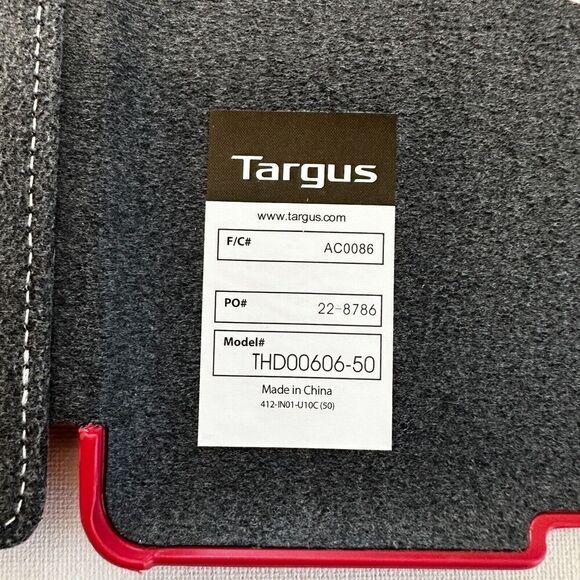 Targus
www.targus.com
F/C# AC0086
PO# 22-8786
Model# THD00606-50
Made in China
412-IN01-U10C (50)